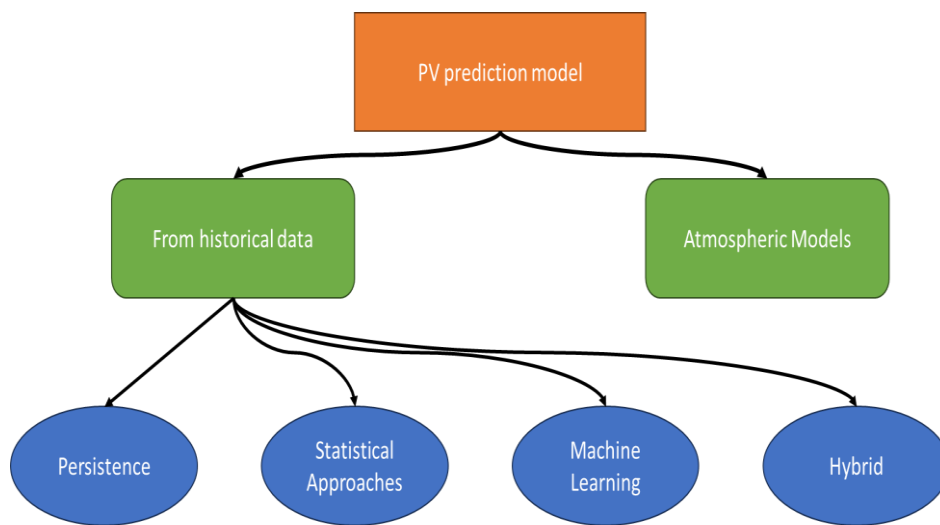 PV prediction model
From historical data
Atmospheric Models
Persistence
Statistical
Approaches
Machine
Learning
Hybrid